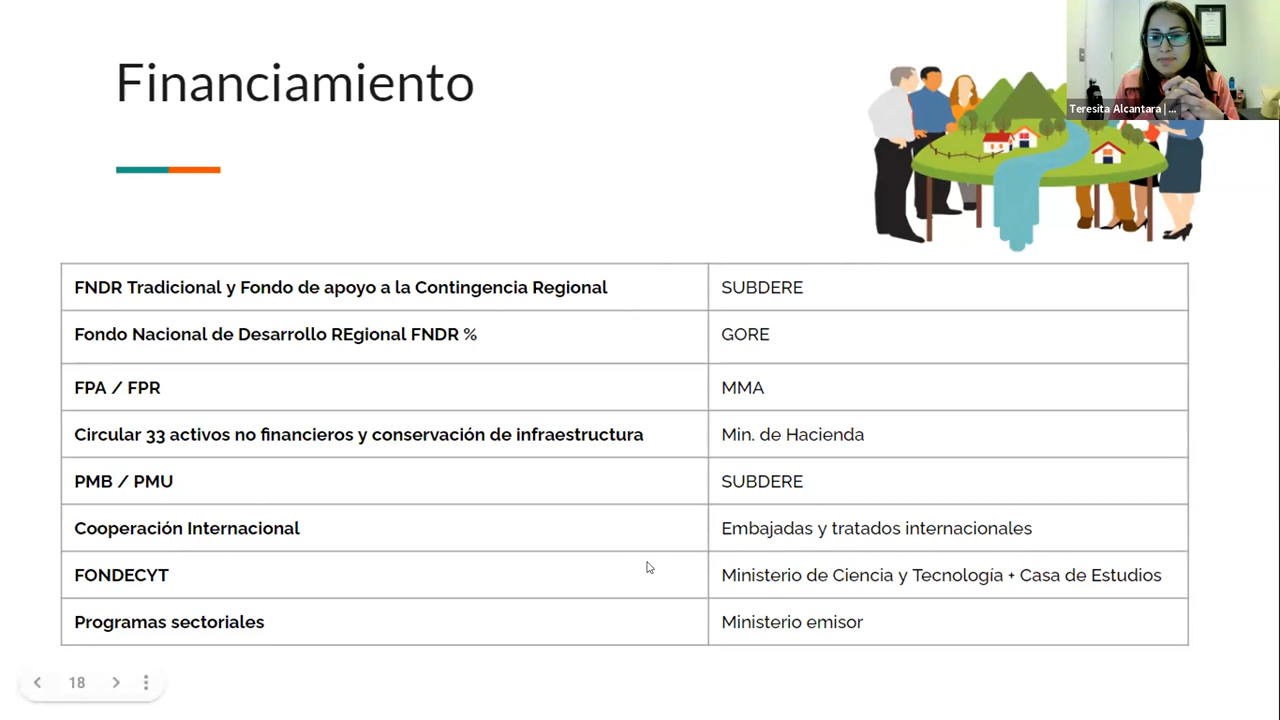 Financiamiento
Teresita Alcantara | ...
FNDR Tradicional y Fondo de apoyo a la Contingencia Regional
SUBDERE
Fondo Nacional de Desarrollo REgional FNDR %
GORE
FPA / FPR
MMA
Circular 33 activos no financieros y conservación de infraestructura
Min. de Hacienda
PMB / PMU
SUBDERE
Cooperación Internacional
Embajadas y tratados internacionales
FONDECYT
Ministerio de Ciencia y Tecnología + Casa de Estudios
Programas sectoriales
Ministerio emisor
18